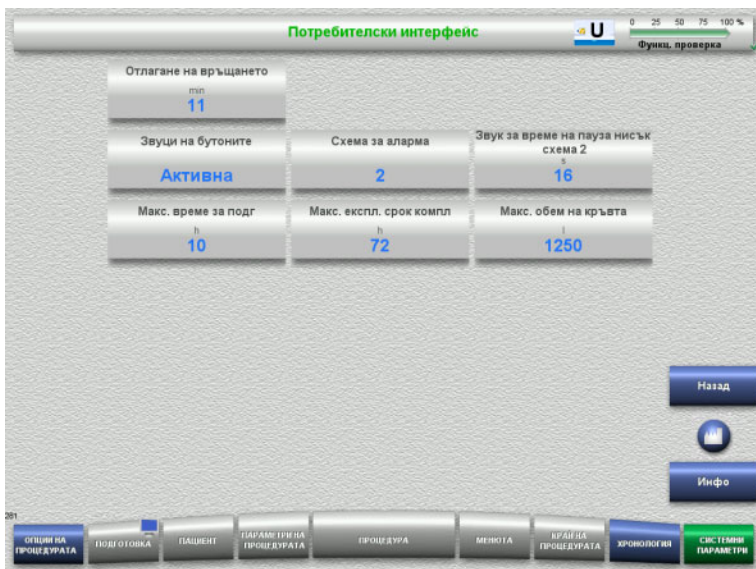 Потребителски интерфейс
U
0 25 50 75 100 %
Функц. проверка
Отлагане на връщането
min
11
Звуци на бутоните
Активна
Схема за аларма
2
Звук за време на пауза нисък
схема 2
s
16
Макс. време за подг
h
10
Макс. експл. срок компл
h
72
Макс. обем на кръвта
l
1250
Назад
Инфо
281
ОПЦИИ НА
ПРОЦЕДУРАТА
ПОДГОТОВКА
ПАЦИЕНТ
ПАРАМЕТРИ НА
ПРОЦЕДУРАТА
ПРОЦЕДУРА
МЕНЮТА
КРАЙ НА
ПРОЦЕДУРАТА
ХРОНОЛОГИЯ
СИСТЕМНИ
ПАРАМЕТРИ